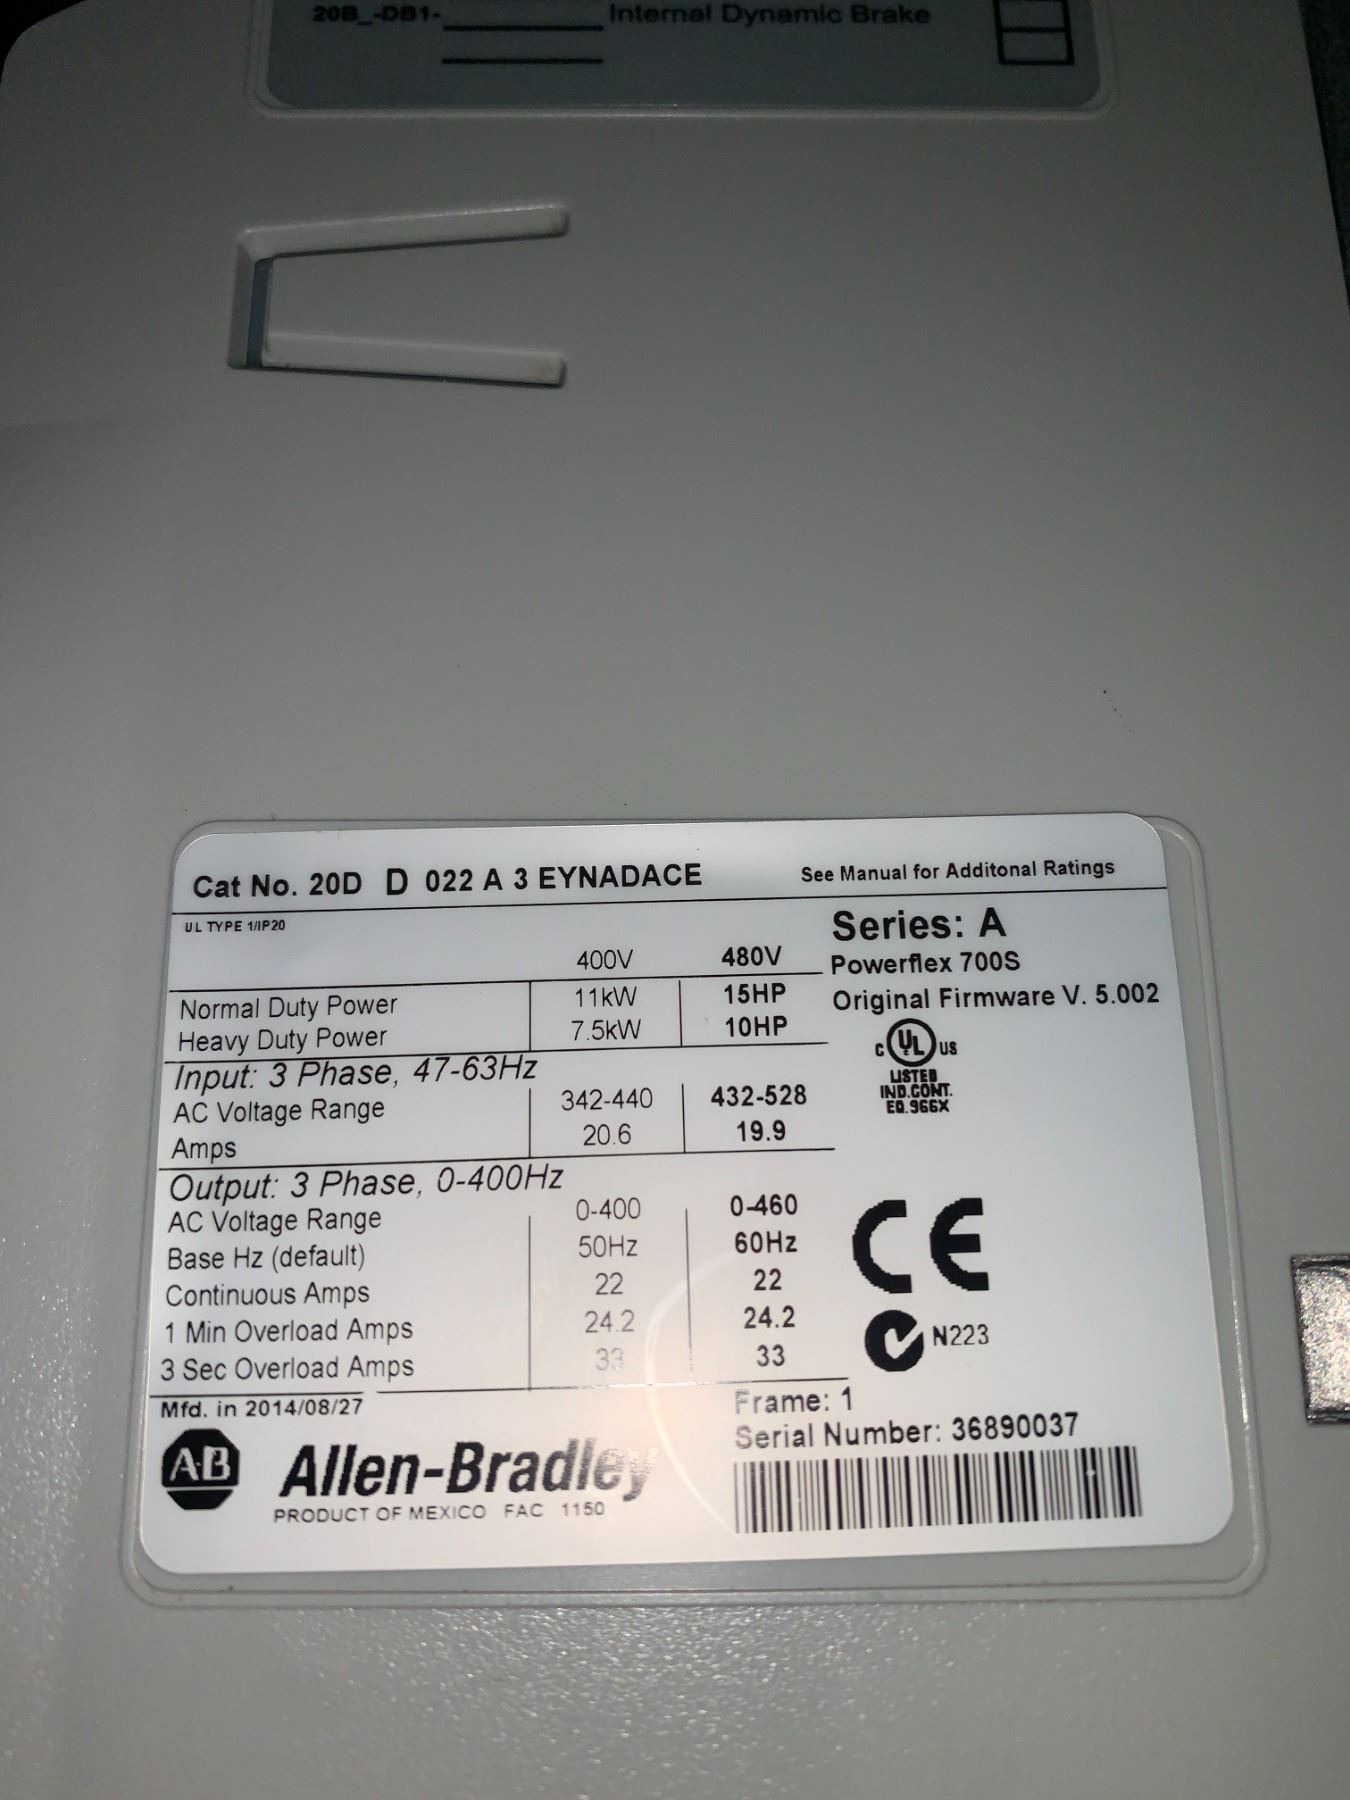 20B_-DB1-________ Internal Dynamic Brake
Cat No. 20D D 022 A 3 EYNADACE
See Manual for Additonal Ratings
UL TYPE 1/IP20
Series: A
400V 480V
Powerflex 700S
Normal Duty Power 11kW 15HP
Original Firmware V. 5.002
Heavy Duty Power 7.5kW 10HP
C UL US
LISTED
IND.CONT.
EQ.966X
Input: 3 Phase, 47-63Hz
AC Voltage Range 342-440 432-528
Amps 20.6 19.9
Output: 3 Phase, 0-400Hz
AC Voltage Range 0-400 0-460
Base Hz (default) 50Hz 60Hz
CE
Continuous Amps 22 22
1 Min Overload Amps 24.2 24.2
N223
3 Sec Overload Amps 33 33
Mfd. in 2014/08/27
Frame: 1
Serial Number: 36890037
AB Allen-Bradley
PRODUCT OF MEXICO FAC 1150